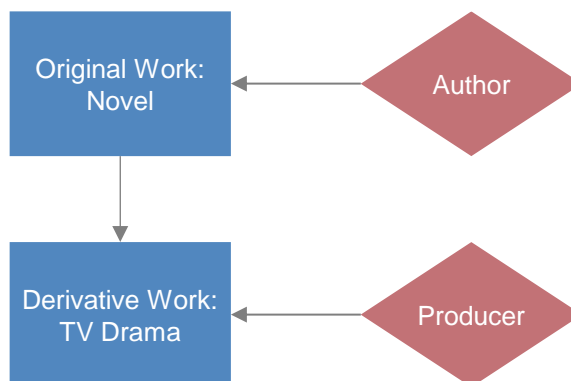 Original Work:
Novel
Author
Derivative Work:
TV Drama
Producer